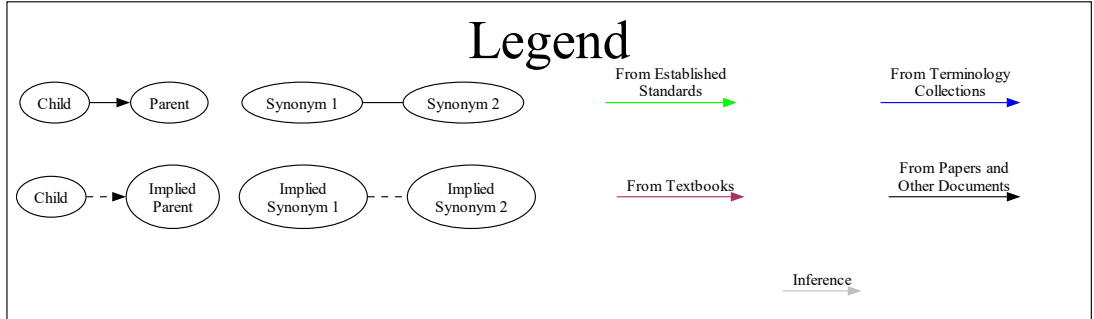 Legend
Child
Parent
Synonym 1
Synonym 2
From Established
Standards
From Terminology
Collections
Child
Implied
Parent
Implied
Synonym 1
Implied
Synonym 2
From Textbooks
From Papers and
Other Documents
Inference